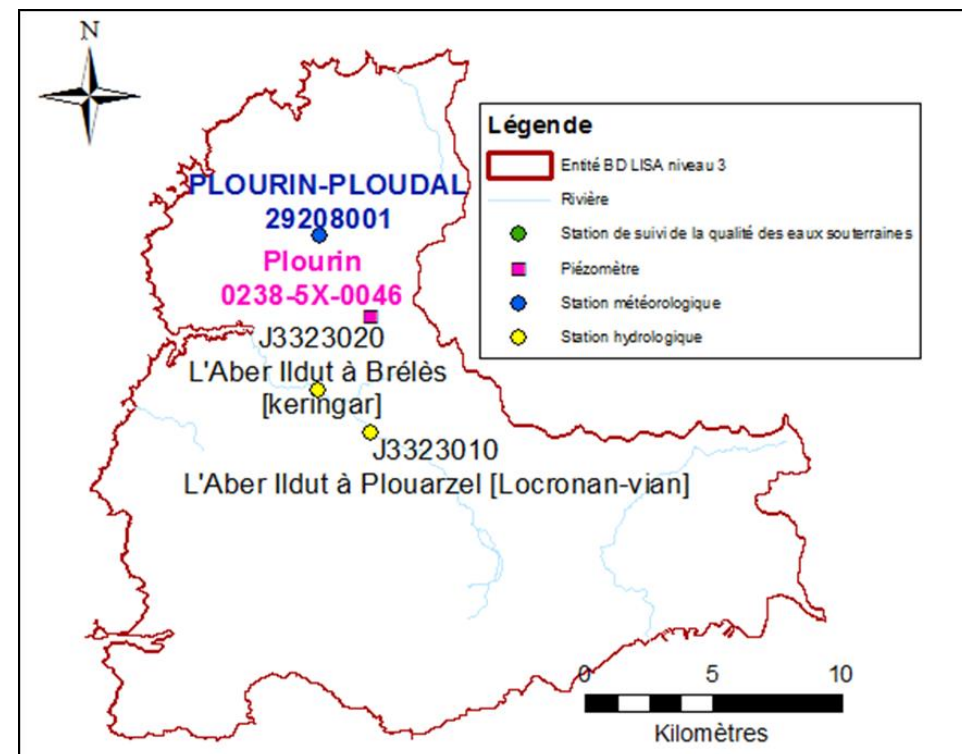 N
Légende
Entité BD LISA niveau 3
Rivière
Station de suivi de la qualité des eaux souterraines
Piézomètre
Station météorologique
Station hydrologique
PLOURIN-PLOUDAL
29208001
Plourin
0238-5X-0046
J3323020
L'Aber Ildut à Brélès
[keringar]
J3323010
L'Aber Ildut à Plouarzel [Locronan-vian]
0 5 10
Kilomètres